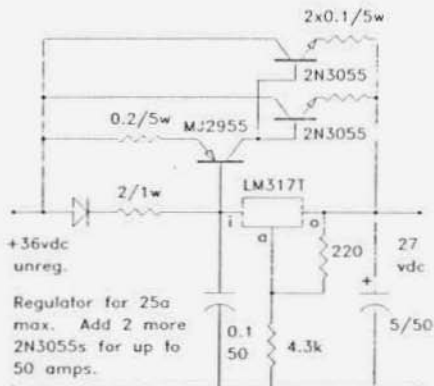 2x0.1/5w
2N3055
0.2/5w
MJ2955
2N3055
2/1w
LM317T
i
o
a
+36vdc
unreg.
220
27
vdc
+
Regulator for 25a
max. Add 2 more
2N3055s for up to
50 amps.
0.1
50
4.3k
5/50